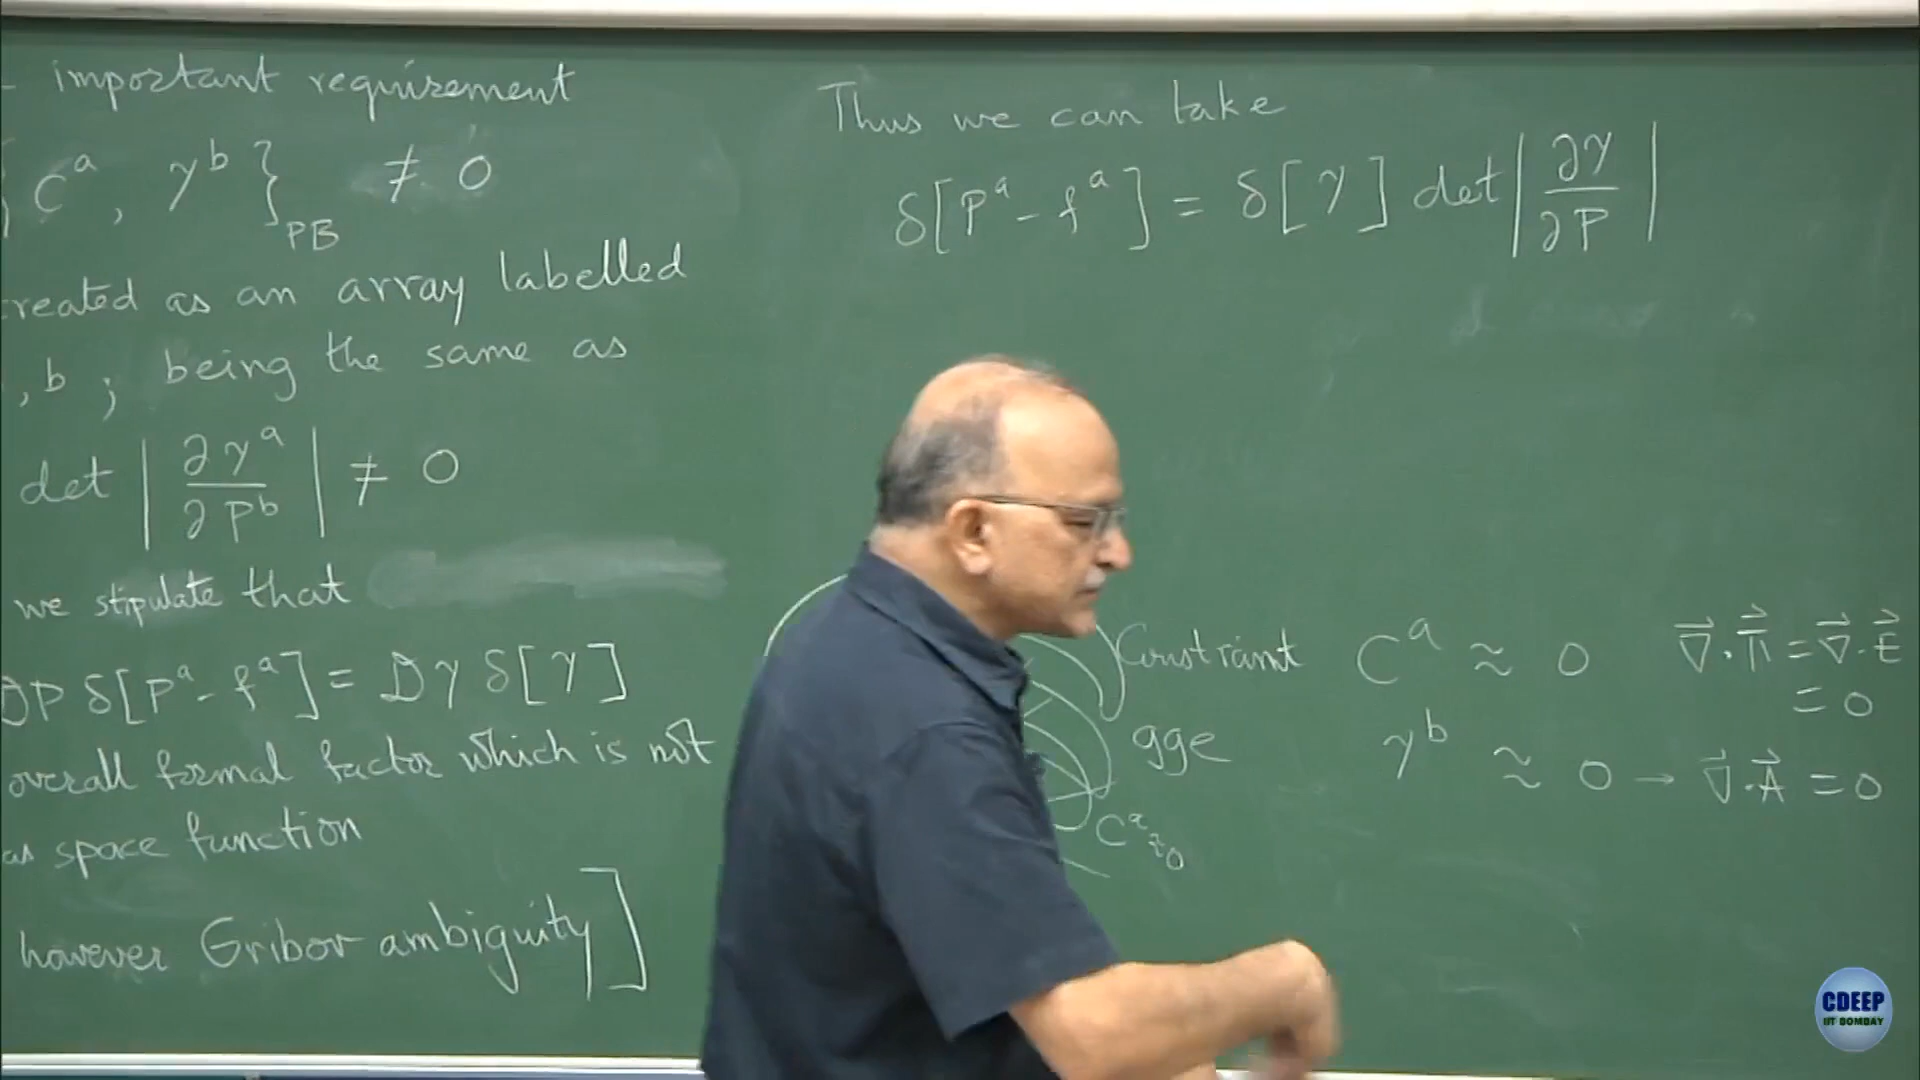 - important requirement
{C^a, γ^b}_PB ≠ 0
treated as an array labelled
, b ; being the same as
det |∂γ^a / ∂P^b| ≠ 0
we stipulate that
DP δ[P^a - f^a] = Dγ δ[γ]
overall formal factor which is not
space function
however Gribov ambiguity ]
Thus we can take
δ[P^a - f^a] = δ[γ] det |∂γ / ∂P|
Constraint C^a ≈ 0 ∇·π = ∇·E
= 0
gge γ^b ≈ 0 → ∇·A = 0
C^a ≈ 0
CDEEP
IIT BOMBAY